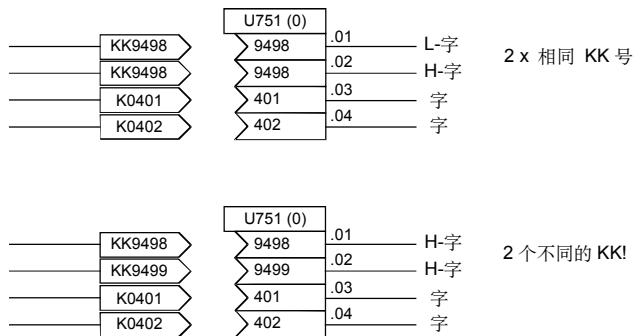 U751 (0)
KK9498 9498 .01 L-字
KK9498 9498 .02 H-字
2 x 相同 KK 号
K0401 401 .03 字
K0402 402 .04 字
U751 (0)
KK9498 9498 .01 H-字
KK9499 9499 .02 H-字
2 个不同的 KK!
K0401 401 .03 字
K0402 402 .04 字